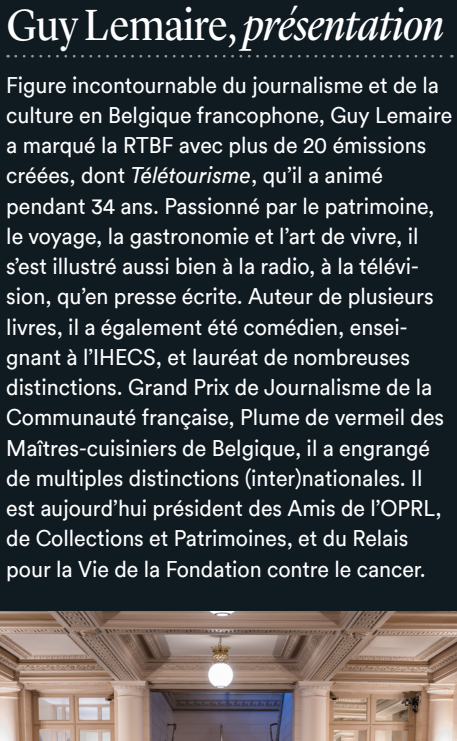 Guy Lemaire, présentation
Figure incontournable du journalisme et de la
culture en Belgique francophone, Guy Lemaire
a marqué la RTBF avec plus de 20 émissions
créées, dont Télétourisme, qu’il a animé
pendant 34 ans. Passionné par le patrimoine,
le voyage, la gastronomie et l’art de vivre, il
s’est illustré aussi bien à la radio, à la télévi-
sion, qu’en presse écrite. Auteur de plusieurs
livres, il a également été comédien, ensei-
gnant à l’IHECS, et lauréat de nombreuses
distinctions. Grand Prix de Journalisme de la
Communauté française, Plume de vermeil des
Maîtres-cuisiniers de Belgique, il a engrangé
de multiples distinctions (inter)nationales. Il
est aujourd’hui président des Amis de l’OPRL,
de Collections et Patrimoines, et du Relais
pour la Vie de la Fondation contre le cancer.